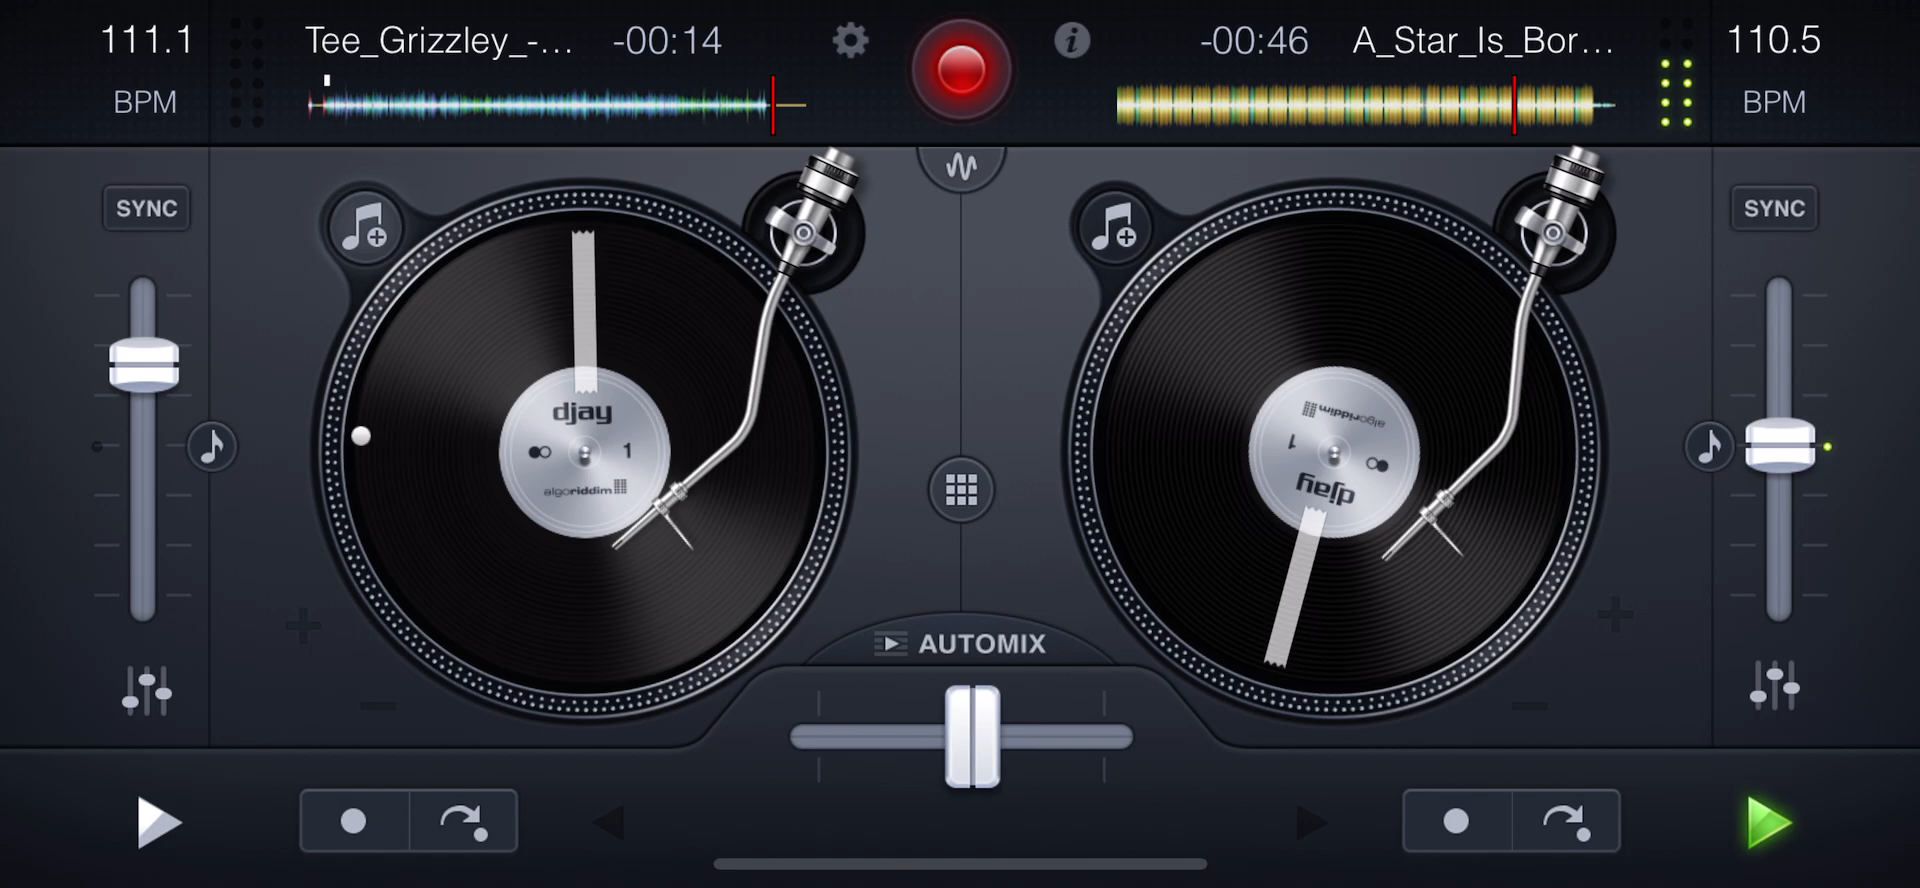 111.1
BPM
Tee_Grizzley_-...
-00:14
-00:46
A_Star_Is_Bor...
110.5
BPM
SYNC
SYNC
djay
1
algoriddim
algoriddim
1
djay
AUTOMIX